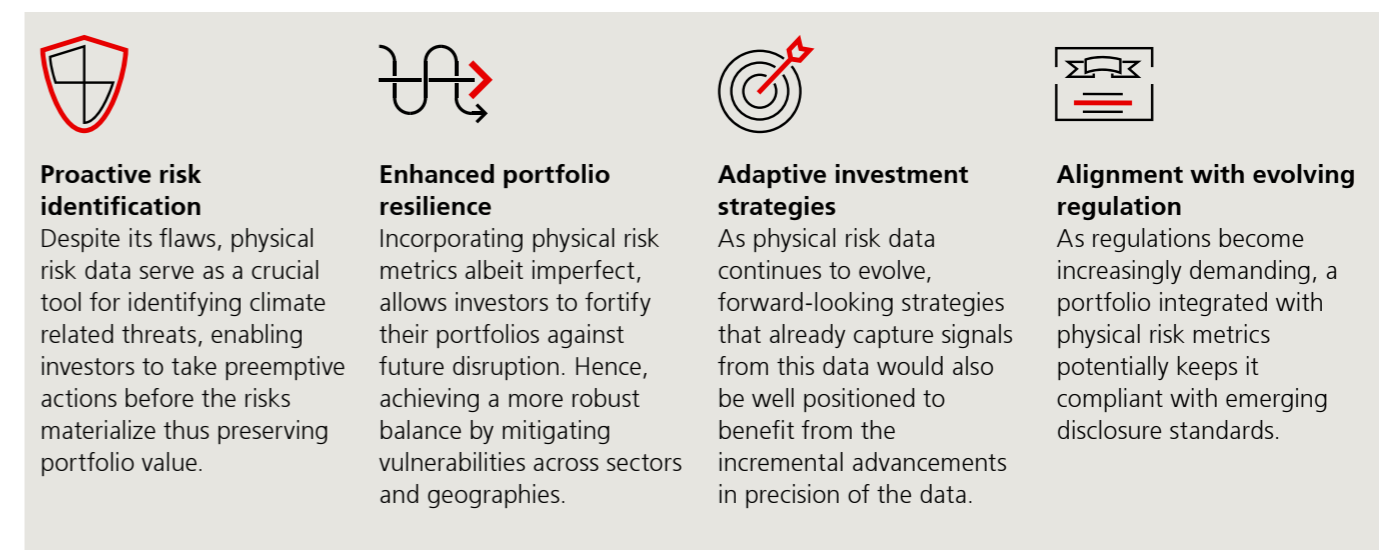 Proactive risk
identification
Despite its flaws, physical
risk data serve as a crucial
tool for identifying climate
related threats, enabling
investors to take preemptive
actions before the risks
materialize thus preserving
portfolio value.
Enhanced portfolio
resilience
Incorporating physical risk
metrics albeit imperfect,
allows investors to fortify
their portfolios against
future disruption. Hence,
achieving a more robust
balance by mitigating
vulnerabilities across sectors
and geographies.
Adaptive investment
strategies
As physical risk data
continues to evolve,
forward-looking strategies
that already capture signals
from this data would also
be well positioned to
benefit from the
incremental advancements
in precision of the data.
Alignment with evolving
regulation
As regulations become
increasingly demanding, a
portfolio integrated with
physical risk metrics
potentially keeps it
compliant with emerging
disclosure standards.